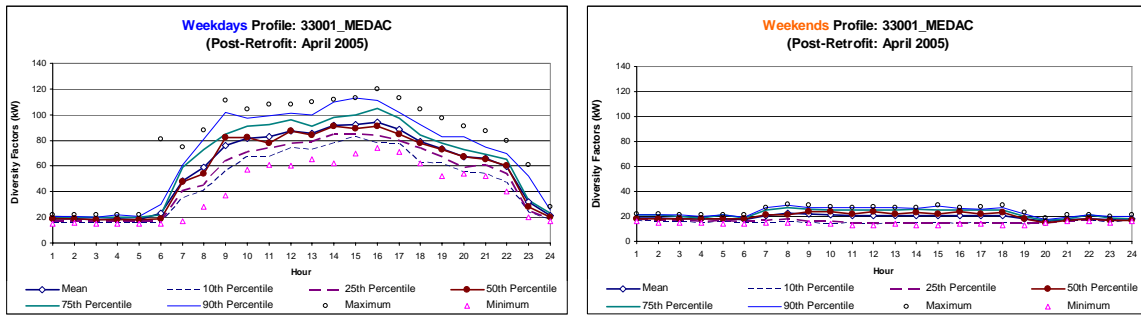 Weekdays Profile: 33001_MEDAC
(Post-Retrofit: April 2005)
Diversity Factors (kW)
140
120
100
80
60
40
20
0
1 2 3 4 5 6 7 8 9 10 11 12 13 14 15 16 17 18 19 20 21 22 23 24
Hour
Mean 10th Percentile 25th Percentile 50th Percentile
75th Percentile 90th Percentile Maximum Minimum
Weekends Profile: 33001_MEDAC
(Post-Retrofit: April 2005)
Diversity Factors (kW)
140
120
100
80
60
40
20
0
1 2 3 4 5 6 7 8 9 10 11 12 13 14 15 16 17 18 19 20 21 22 23 24
Hour
Mean 10th Percentile 25th Percentile 50th Percentile
75th Percentile 90th Percentile Maximum Minimum